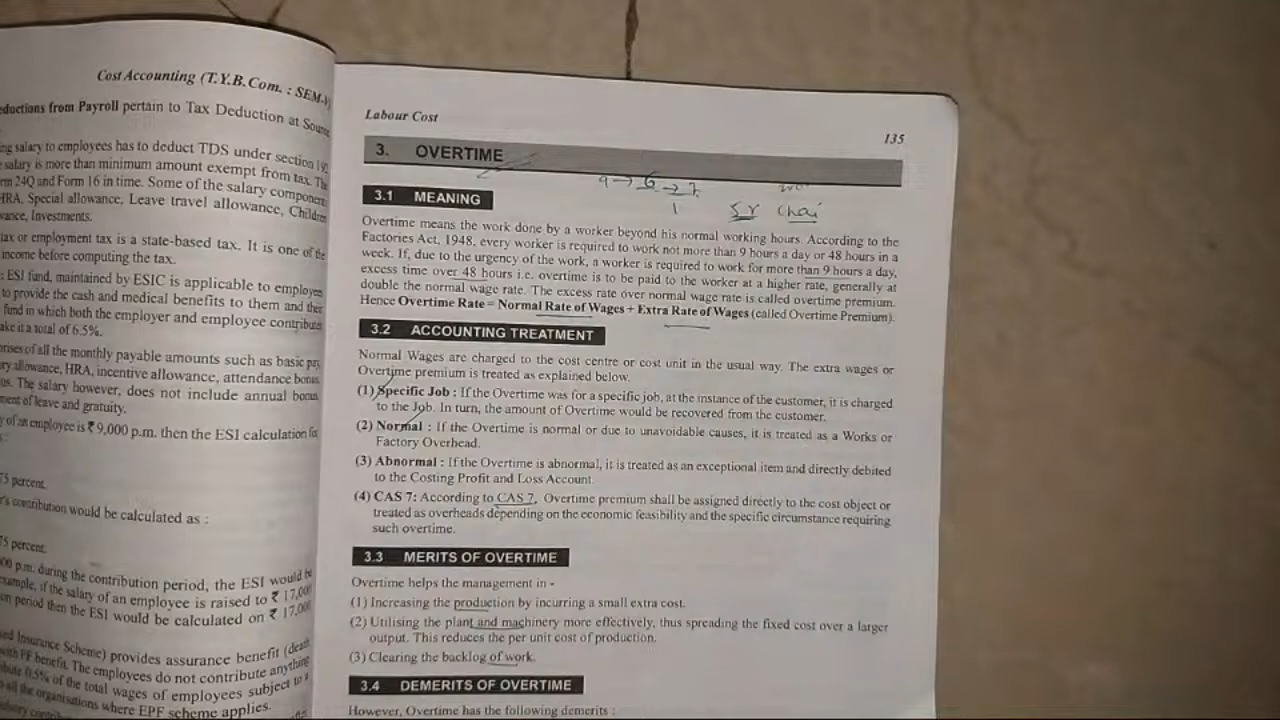 Cost Accounting (T.Y.B.Com. : SEM-V)
eductions from Payroll pertain to Tax Deduction at Source
ng salary to employees has to deduct TDS under section 192
salary is more than minimum amount exempt from tax. The
rm 24Q and Form 16 in time. Some of the salary component
HRA, Special allowance, Leave travel allowance, Children
wance, Investments.
tax or employment tax is a state-based tax. It is one of the
income before computing the tax.
: ESI fund, maintained by ESIC is applicable to employees
to provide the cash and medical benefits to them and their
fund in which both the employer and employee contribute
ake it a total of 6.5%.
prises of all the monthly payable amounts such as basic pay,
ry allowance, HRA, incentive allowance, attendance bonus
us. The salary however, does not include annual bonus
ment of leave and gratuity.
y of an employee is ₹ 9,000 p.m. then the ESI calculation for
75 percent.
r's contribution would be calculated as :
75 percent.
00 p.m. during the contribution period, the ESI would be
xample, if the salary of an employee is raised to ₹ 17,000
on period then the ESI would be calculated on ₹ 17,000
sed Insurance Scheme) provides assurance benefit (death
with PF benefit. The employees do not contribute anything
ibute 0.5% of the total wages of employees subject to a
all the organisations where EPF scheme applies.
Labour Cost
135
3. OVERTIME
9 → 6 → 7
1
5r chai
3.1 MEANING
Overtime means the work done by a worker beyond his normal working hours. According to the
Factories Act, 1948, every worker is required to work not more than 9 hours a day or 48 hours in a
week. If, due to the urgency of the work, a worker is required to work for more than 9 hours a day,
excess time over 48 hours i.e. overtime is to be paid to the worker at a higher rate, generally at
double the normal wage rate. The excess rate over normal wage rate is called overtime premium.
Hence Overtime Rate = Normal Rate of Wages + Extra Rate of Wages (called Overtime Premium).
3.2 ACCOUNTING TREATMENT
Normal Wages are charged to the cost centre or cost unit in the usual way. The extra wages or
Overtime premium is treated as explained below.
(1) Specific Job : If the Overtime was for a specific job, at the instance of the customer, it is charged
to the Job. In turn, the amount of Overtime would be recovered from the customer.
(2) Normal : If the Overtime is normal or due to unavoidable causes, it is treated as a Works or
Factory Overhead.
(3) Abnormal : If the Overtime is abnormal, it is treated as an exceptional item and directly debited
to the Costing Profit and Loss Account.
(4) CAS 7: According to CAS 7, Overtime premium shall be assigned directly to the cost object or
treated as overheads depending on the economic feasibility and the specific circumstance requiring
such overtime.
3.3 MERITS OF OVERTIME
Overtime helps the management in -
(1) Increasing the production by incurring a small extra cost.
(2) Utilising the plant and machinery more effectively, thus spreading the fixed cost over a larger
output. This reduces the per unit cost of production.
(3) Clearing the backlog of work.
3.4 DEMERITS OF OVERTIME
However, Overtime has the following demerits :